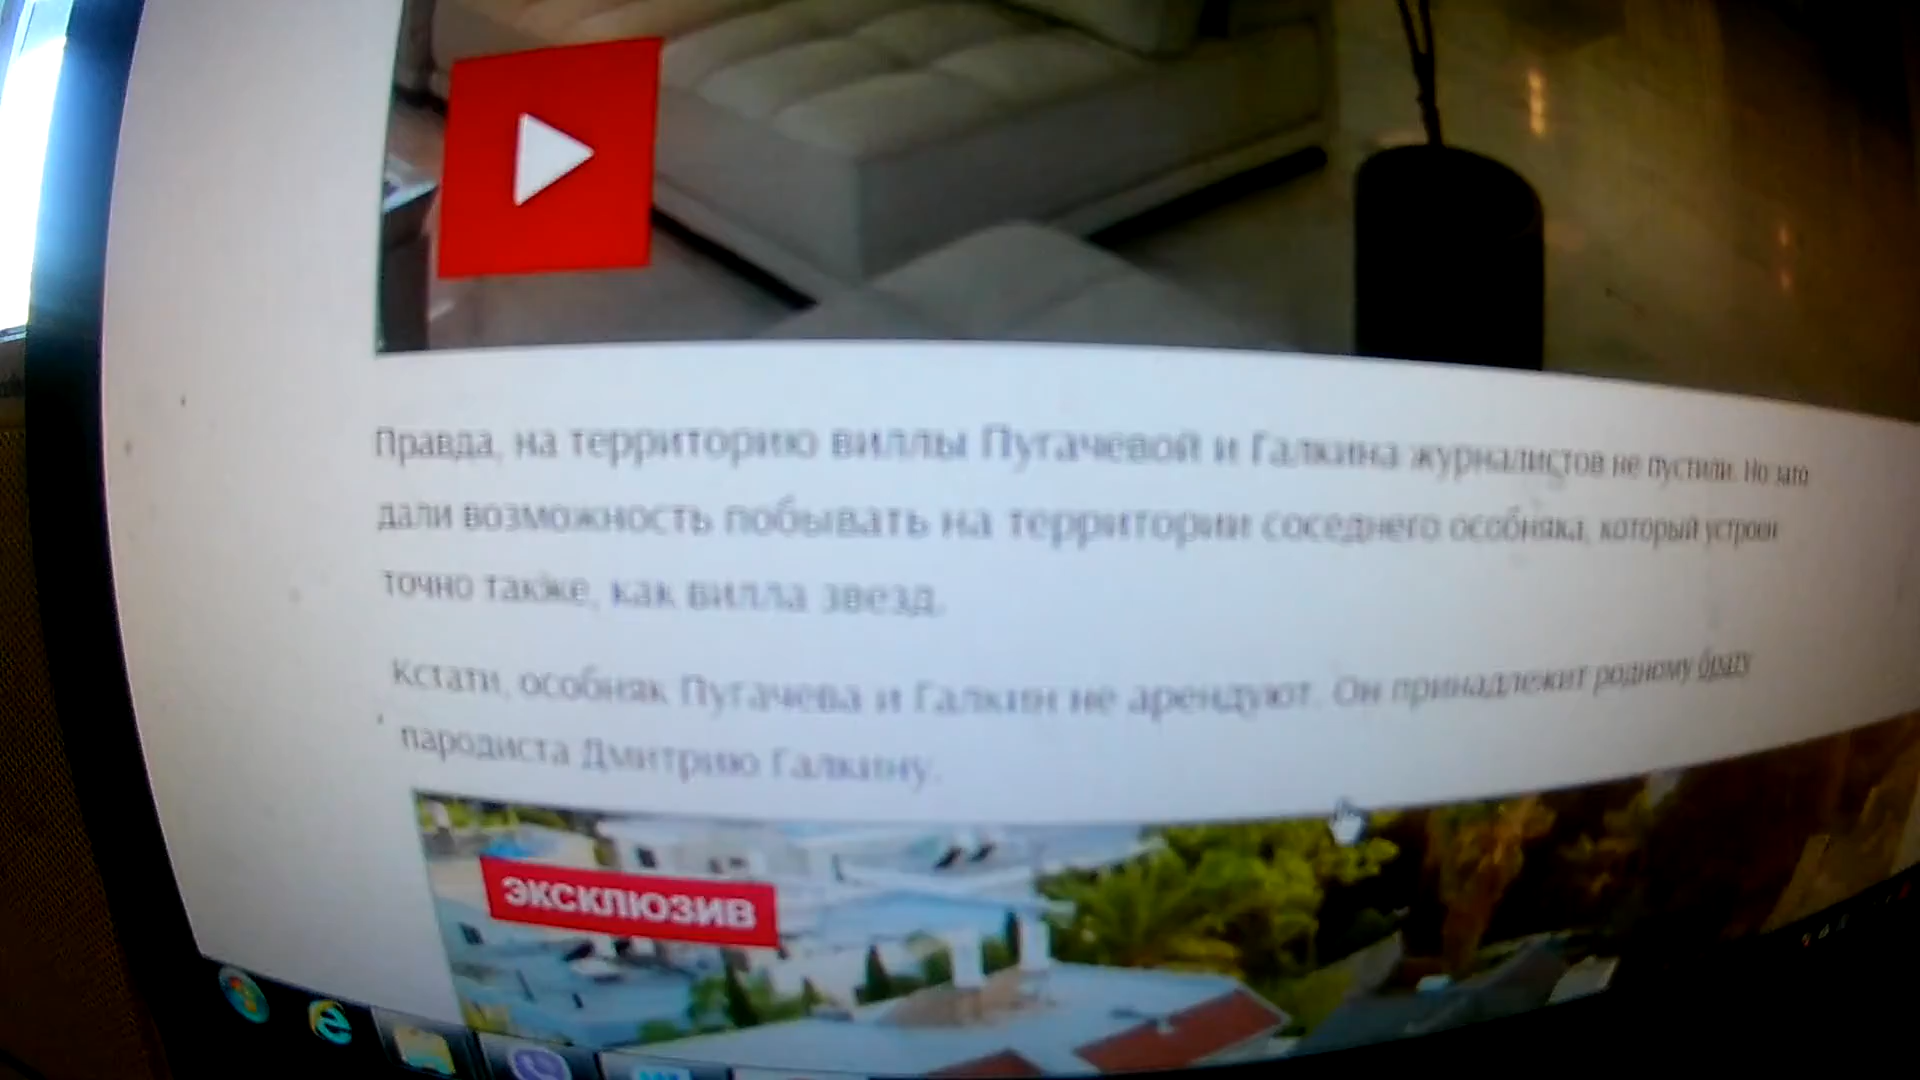 Правда, на территорию виллы Пугачевой и Галкина журналистов не пустили. Но зато
дали возможность побывать на территории соседнего особняка, который устроен
точно также, как вилла звезд.
Кстати, особняк Пугачева и Галкин не арендуют. Он принадлежит родному брату
пародиста Дмитрию Галкину.
ЭКСКЛЮЗИВ